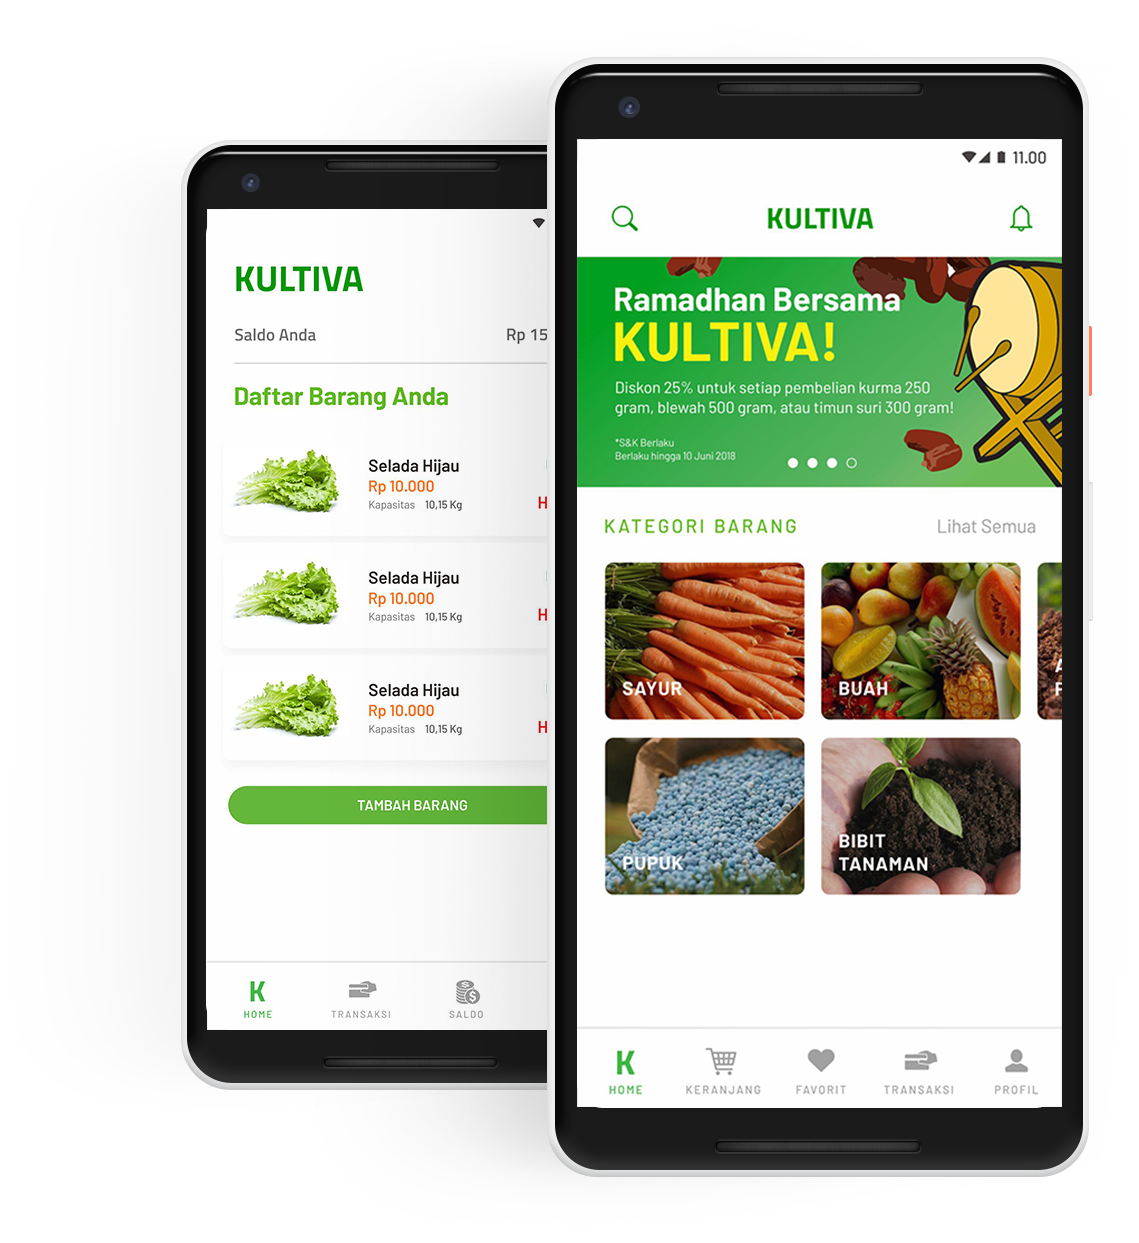 KULTIVA
Saldo Anda Rp 15
Daftar Barang Anda
Selada Hijau
Rp 10.000
Kapasitas 10,15 Kg
H
Selada Hijau
Rp 10.000
Kapasitas 10,15 Kg
H
Selada Hijau
Rp 10.000
Kapasitas 10,15 Kg
H
TAMBAH BARANG
K
HOME TRANSAKSI SALDO
11.00
KULTIVA
Ramadhan Bersama
KULTIVA!
Diskon 25% untuk setiap pembelian kurma 250
gram, blewah 500 gram, atau timun suri 300 gram!
*S&K Berlaku
Berlaku hingga 10 Juni 2018
KATEGORI BARANG Lihat Semua
SAYUR
BUAH
PUPUK
BIBIT
TANAMAN
K
HOME KERANJANG FAVORIT TRANSAKSI PROFIL